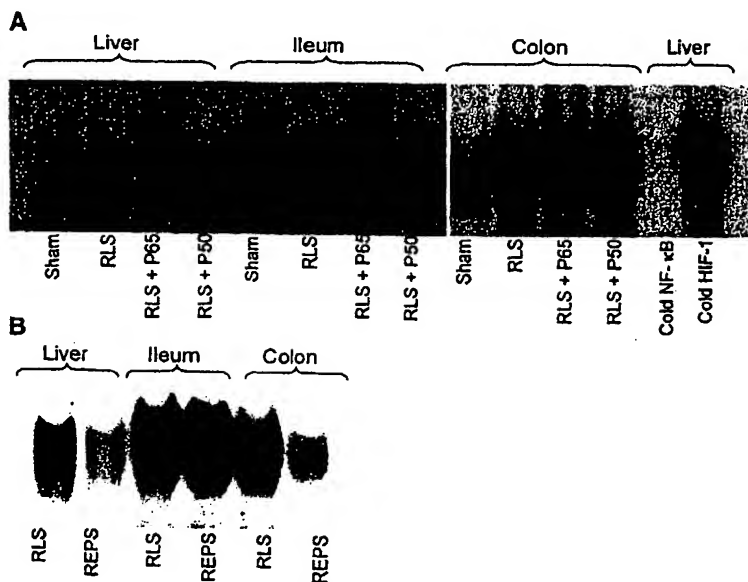 A
Liver Ileum Colon Liver
Sham RLS RLS + P65 RLS + P50 Sham RLS RLS + P65 RLS + P50 Sham RLS RLS + P65 RLS + P50 Cold NF-κB Cold HIF-1
B
Liver Ileum Colon
RLS REPS RLS REPS RLS REPS